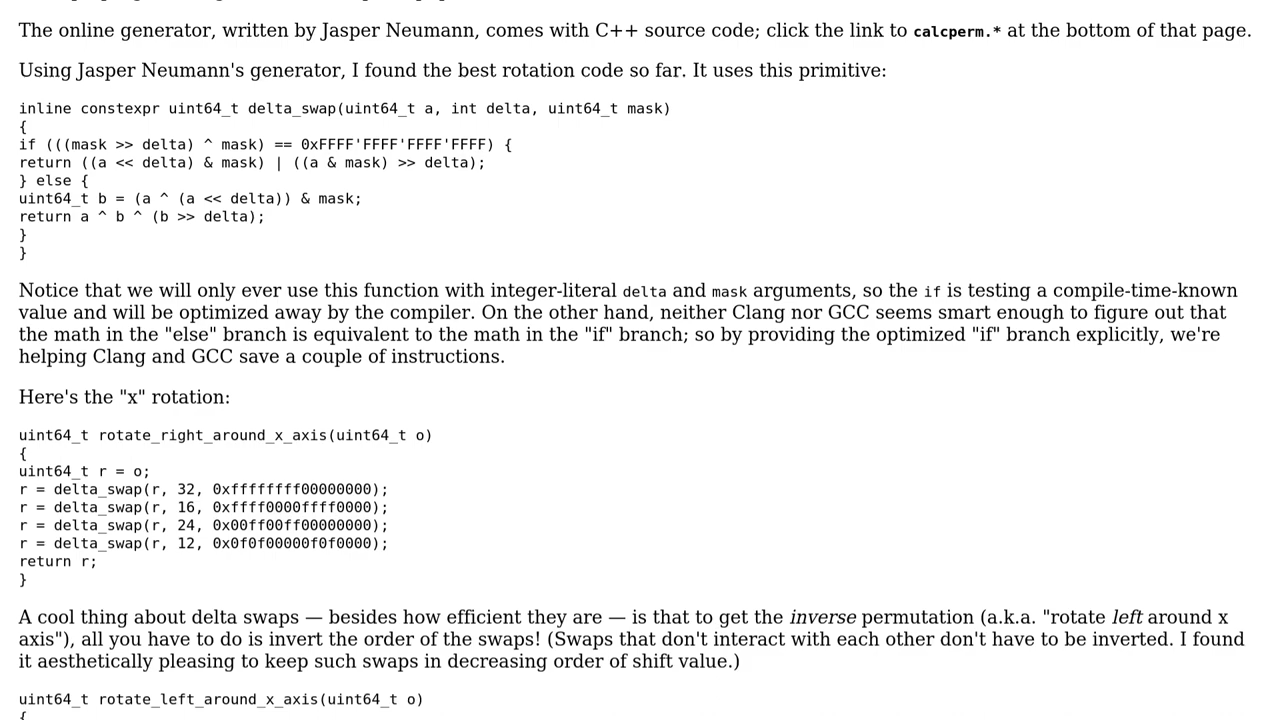 The online generator, written by Jasper Neumann, comes with C++ source code; click the link to calcperm.* at the bottom of that page.
Using Jasper Neumann's generator, I found the best rotation code so far. It uses this primitive:
inline constexpr uint64_t delta_swap(uint64_t a, int delta, uint64_t mask)
{
if (((mask >> delta) ^ mask) == 0xFFFF'FFFF'FFFF'FFFF) {
return ((a << delta) & mask) | ((a & mask) >> delta);
} else {
uint64_t b = (a ^ (a << delta)) & mask;
return a ^ b ^ (b >> delta);
}
}
Notice that we will only ever use this function with integer-literal delta and mask arguments, so the if is testing a compile-time-known
value and will be optimized away by the compiler. On the other hand, neither Clang nor GCC seems smart enough to figure out that
the math in the "else" branch is equivalent to the math in the "if" branch; so by providing the optimized "if" branch explicitly, we're
helping Clang and GCC save a couple of instructions.
Here's the "x" rotation:
uint64_t rotate_right_around_x_axis(uint64_t o)
{
uint64_t r = o;
r = delta_swap(r, 32, 0xffffffff00000000);
r = delta_swap(r, 16, 0xffff0000ffff0000);
r = delta_swap(r, 24, 0x00ff00ff00000000);
r = delta_swap(r, 12, 0x0f0f00000f0f0000);
return r;
}
A cool thing about delta swaps — besides how efficient they are — is that to get the inverse permutation (a.k.a. "rotate left around x
axis"), all you have to do is invert the order of the swaps! (Swaps that don't interact with each other don't have to be inverted. I found
it aesthetically pleasing to keep such swaps in decreasing order of shift value.)
uint64_t rotate_left_around_x_axis(uint64_t o)
{